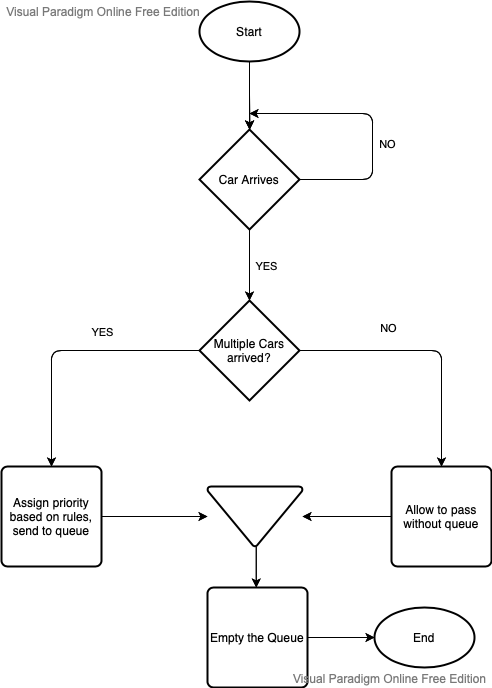 Visual Paradigm Online Free Edition
Start
NO
Car Arrives
YES
YES
NO
Multiple Cars
arrived?
Assign priority
based on rules,
send to queue
Allow to pass
without queue
Empty the Queue
End
Visual Paradigm Online Free Edition